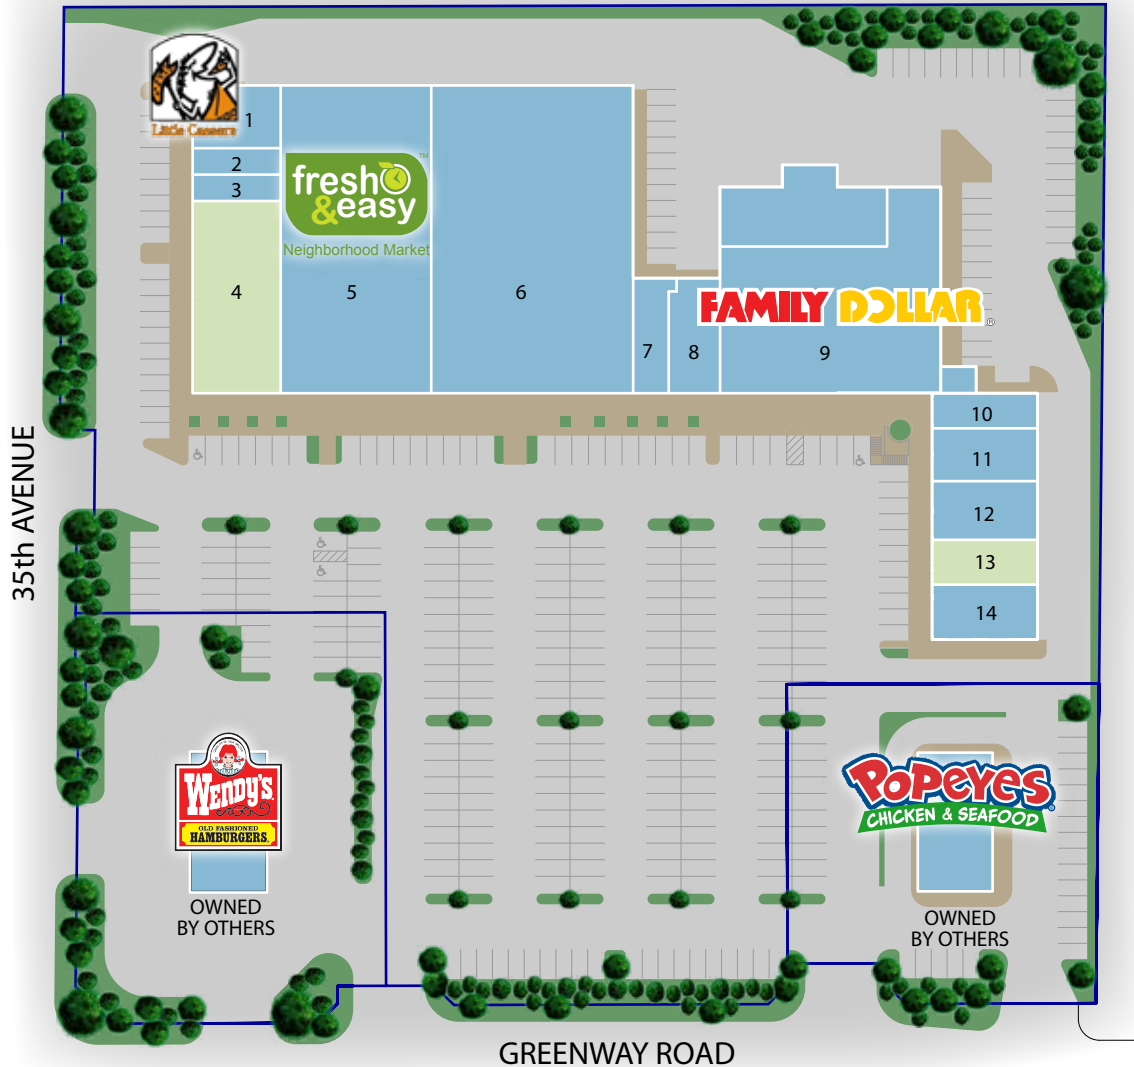 Little Caesars
1
2
3
4
fresh
&easy
TM
Neighborhood Market
5
6
7
8
FAMILY DOLLAR®
9
10
11
12
13
14
35th AVENUE
WENDY'S
OLD FASHIONED
HAMBURGERS.
OWNED
BY OTHERS
POPEYES®
CHICKEN & SEAFOOD
OWNED
BY OTHERS
GREENWAY ROAD